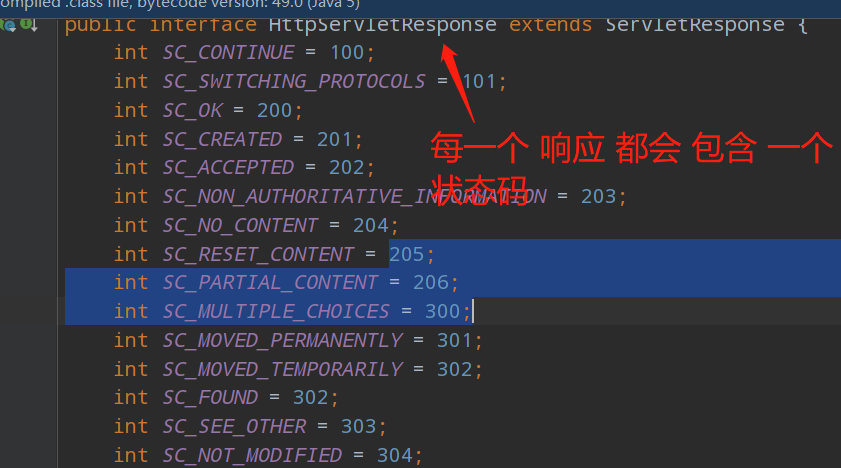 ompiled .class file, bytecode version: 49.0 (Java 5)
public interface HttpServletResponse extends ServletResponse {
int SC_CONTINUE = 100;
int SC_SWITCHING_PROTOCOLS = 101;
int SC_OK = 200;
int SC_CREATED = 201;
每一个 响应 都会 包含 一个
int SC_ACCEPTED = 202;
状态码
int SC_NON_AUTHORITATIVE_INFORMATION = 203;
int SC_NO_CONTENT = 204;
int SC_RESET_CONTENT = 205;
int SC_PARTIAL_CONTENT = 206;
int SC_MULTIPLE_CHOICES = 300;
int SC_MOVED_PERMANENTLY = 301;
int SC_MOVED_TEMPORARILY = 302;
int SC_FOUND = 302;
int SC_SEE_OTHER = 303;
int SC_NOT_MODIFIED = 304;